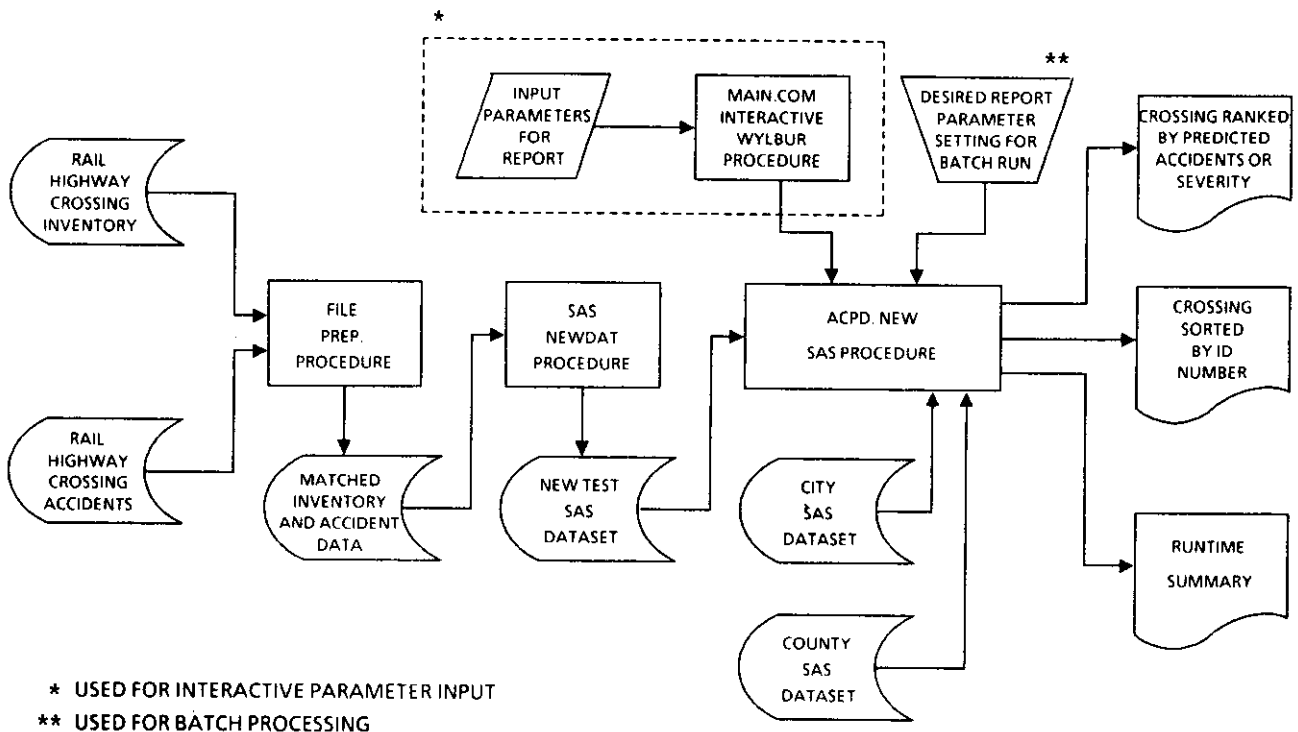 *
INPUT
PARAMETERS
FOR
REPORT
MAIN.COM
INTERACTIVE
WYLBUR
PROCEDURE
**
DESIRED REPORT
PARAMETER
SETTING FOR
BATCH RUN
CROSSING RANKED
BY PREDICTED
ACCIDENTS OR
SEVERITY
RAIL
HIGHWAY
CROSSING
INVENTORY
FILE
PREP.
PROCEDURE
SAS
NEWDAT
PROCEDURE
ACPD. NEW
SAS PROCEDURE
CROSSING
SORTED
BY ID
NUMBER
RAIL
HIGHWAY
CROSSING
ACCIDENTS
MATCHED
INVENTORY
AND ACCIDENT
DATA
NEW TEST
SAS
DATASET
CITY
SAS
DATASET
RUNTIME
SUMMARY
COUNTY
SAS
DATASET
* USED FOR INTERACTIVE PARAMETER INPUT
** USED FOR BATCH PROCESSING